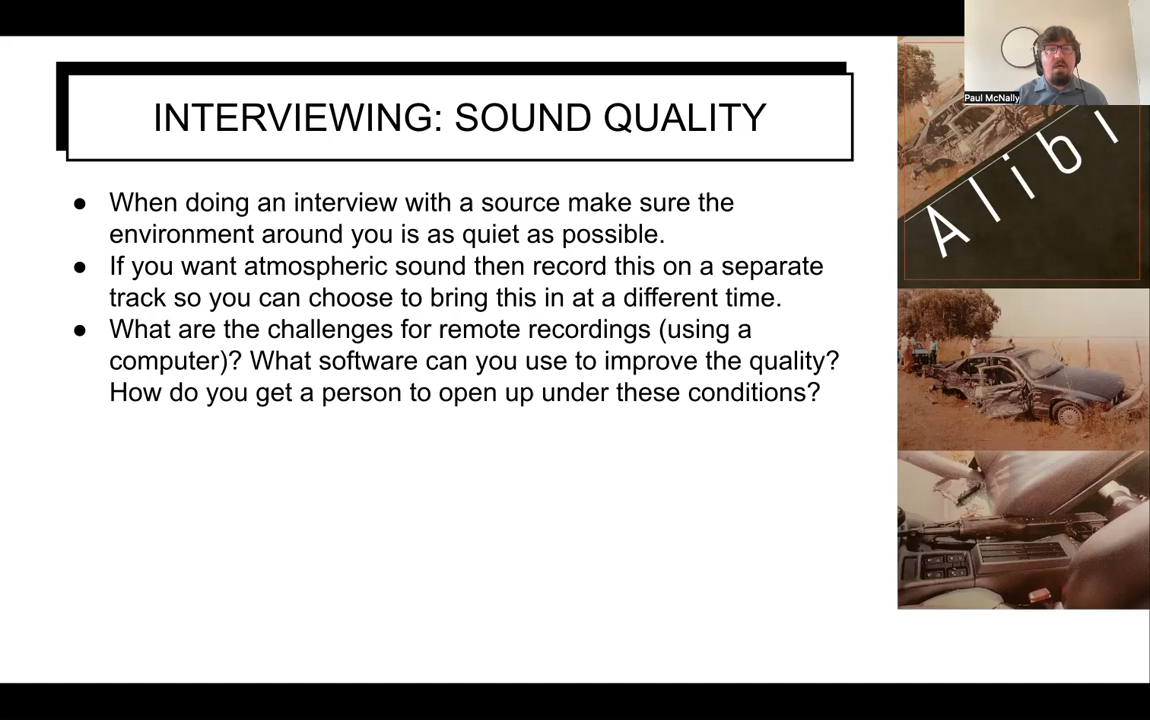 INTERVIEWING: SOUND QUALITY
● When doing an interview with a source make sure the
environment around you is as quiet as possible.
● If you want atmospheric sound then record this on a separate
track so you can choose to bring this in at a different time.
● What are the challenges for remote recordings (using a
computer)? What software can you use to improve the quality?
How do you get a person to open up under these conditions?
Paul McNally
Alibi